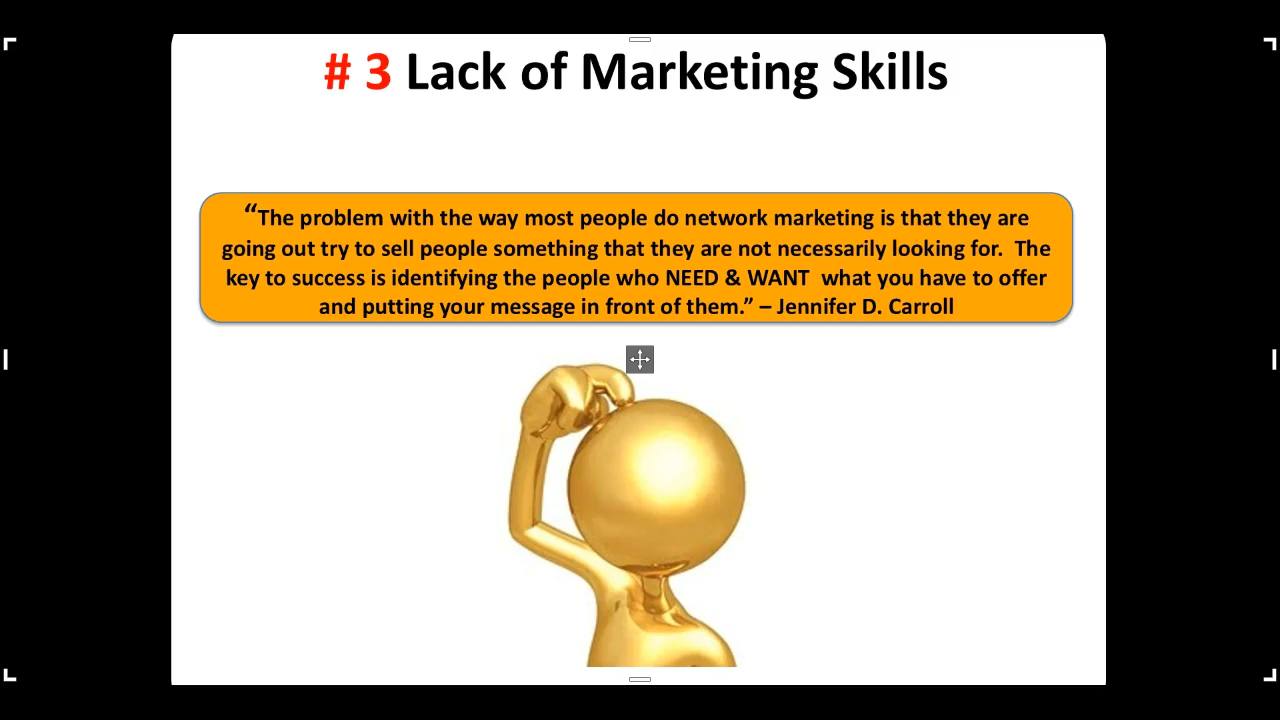 # 3 Lack of Marketing Skills
“The problem with the way most people do network marketing is that they are
going out try to sell people something that they are not necessarily looking for.  The
key to success is identifying the people who NEED & WANT  what you have to offer
and putting your message in front of them.” – Jennifer D. Carroll